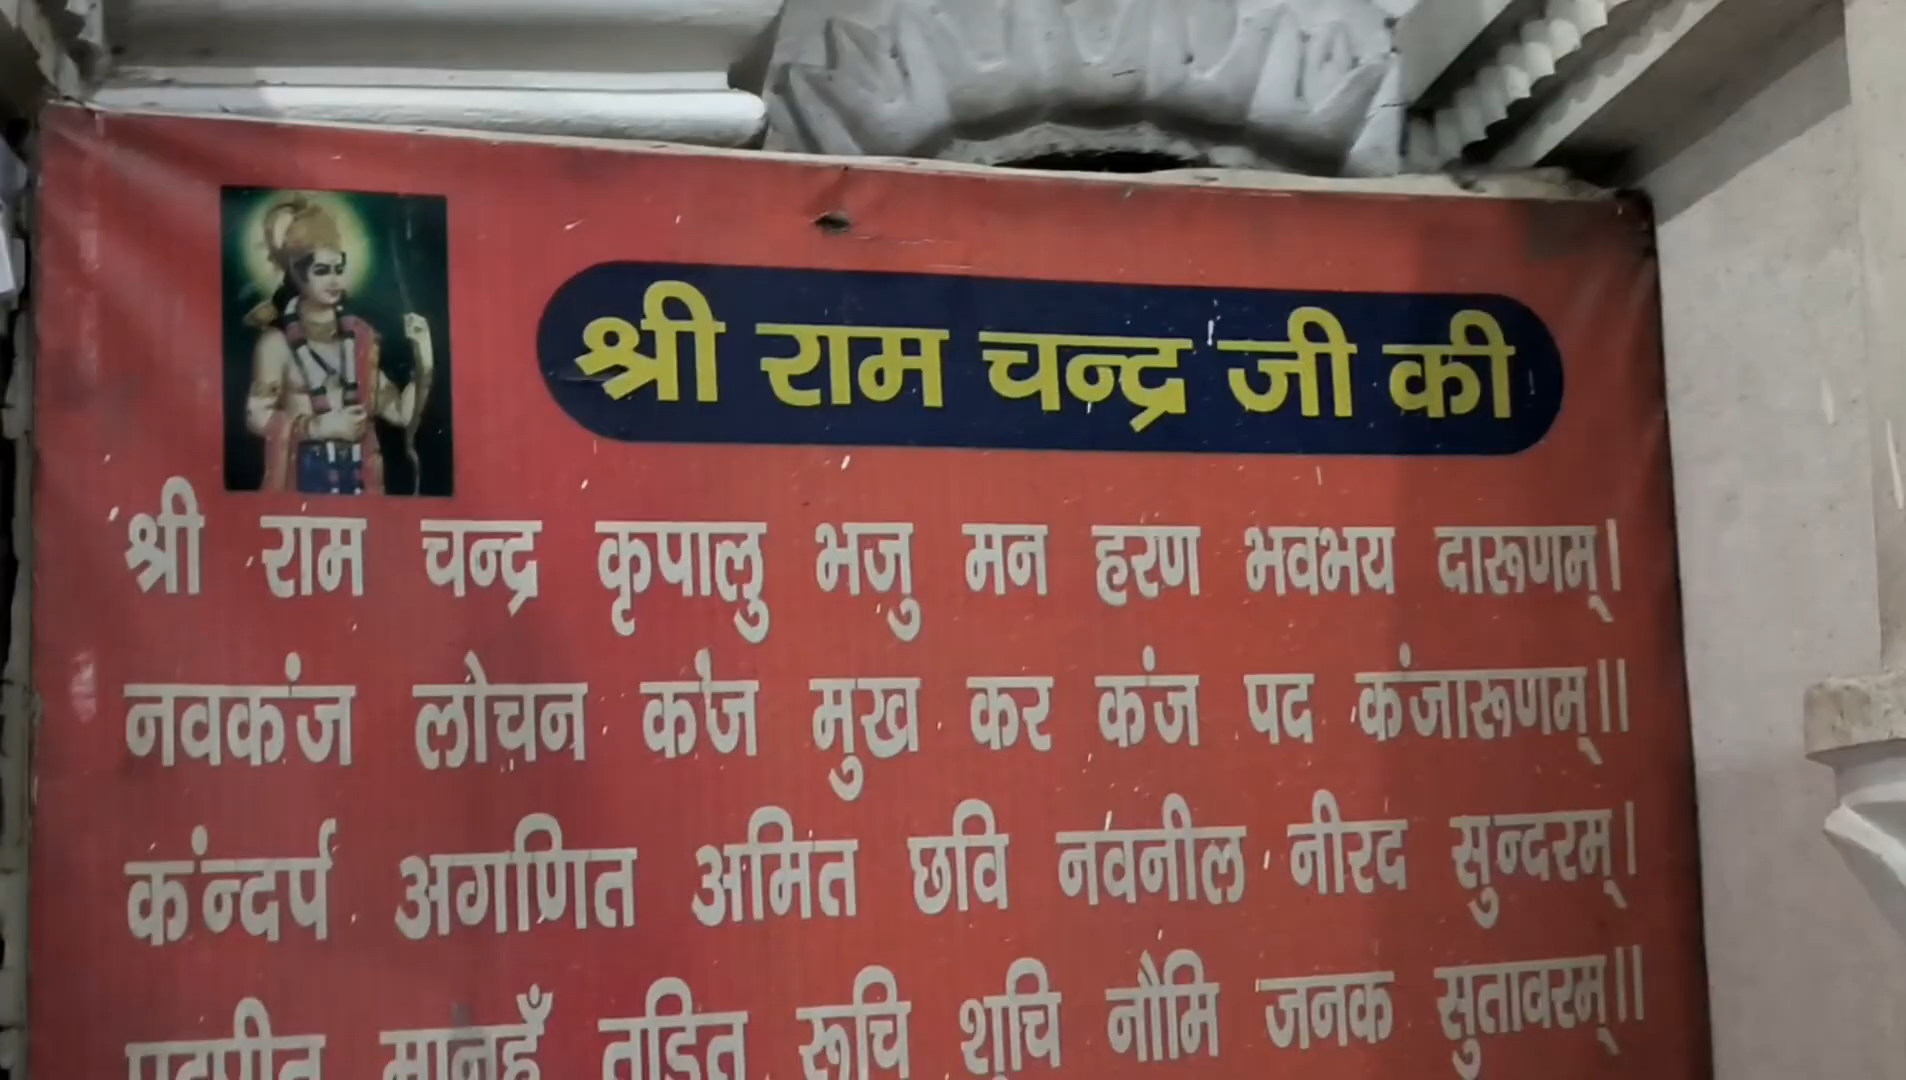 श्री राम चन्द्र जी की
श्री राम चन्द्र कृपालु भजु मन हरण भवभय दारूणम्।
नवकंज लोचन कंज मुख कर कंज पद कंजारूणम्।।
कंन्दर्प अगणित अमित छवि नवनील नीरद सुन्दरम्।
पटपीत मानहुँ तड़ित रूचि शुचि नौमि जनक सुतावरम्।।